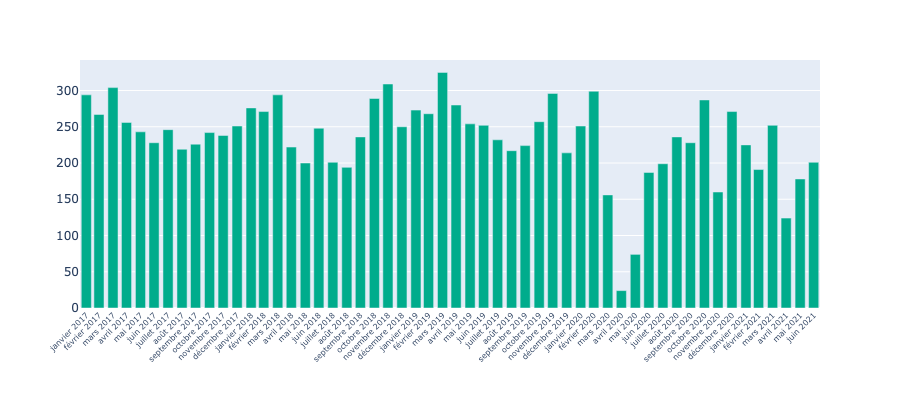 300
250
200
150
100
50
0
janvier 2017
février 2017
mars 2017
avril 2017
mai 2017
juin 2017
juillet 2017
août 2017
septembre 2017
octobre 2017
novembre 2017
décembre 2017
janvier 2018
février 2018
mars 2018
avril 2018
mai 2018
juin 2018
juillet 2018
août 2018
septembre 2018
octobre 2018
novembre 2018
décembre 2018
janvier 2019
février 2019
mars 2019
avril 2019
mai 2019
juin 2019
juillet 2019
août 2019
septembre 2019
octobre 2019
novembre 2019
décembre 2019
janvier 2020
février 2020
mars 2020
avril 2020
mai 2020
juin 2020
juillet 2020
août 2020
septembre 2020
octobre 2020
novembre 2020
décembre 2020
janvier 2021
février 2021
mars 2021
avril 2021
mai 2021
juin 2021